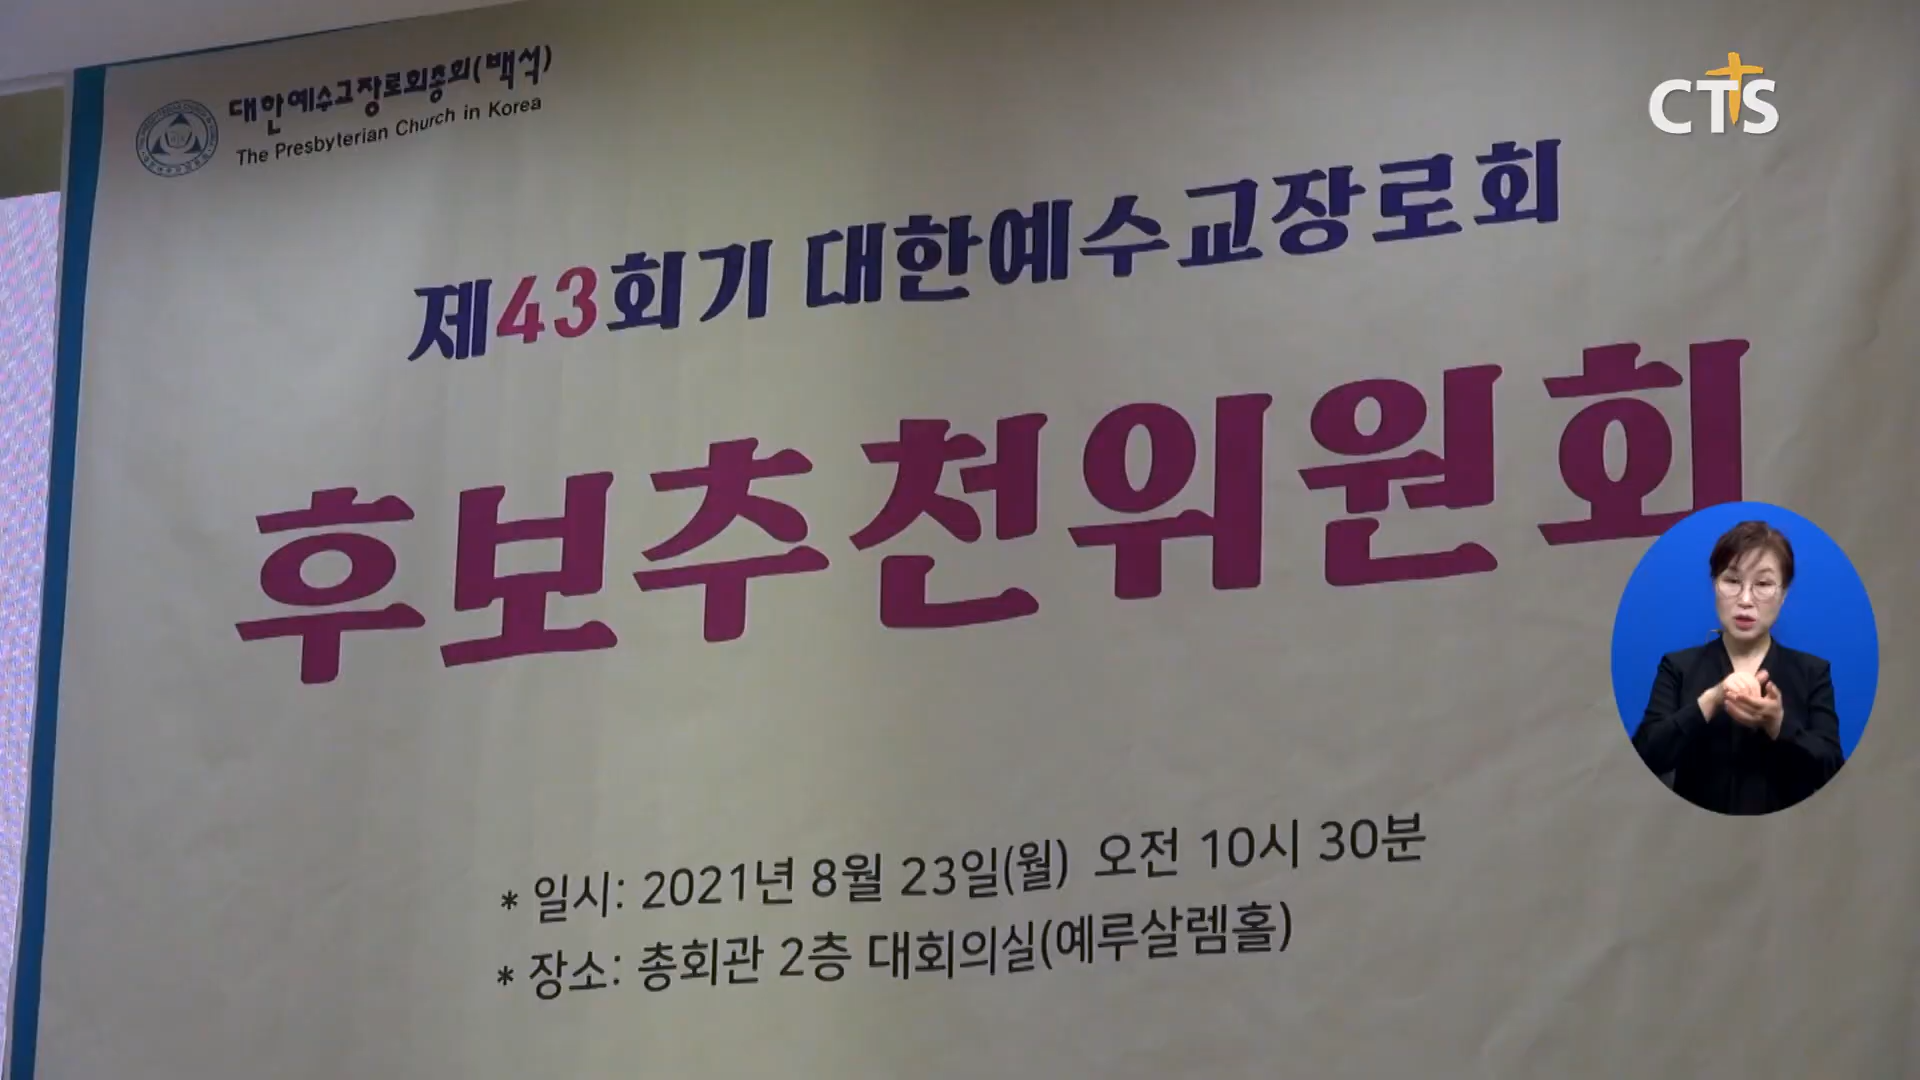 대한예수교장로회총회(백석)
The Presbyterian Church in Korea
CTS
제43회기 대한예수교장로회
후보추천위원회
* 일시: 2021년 8월 23일(월) 오전 10시 30분
* 장소: 총회관 2층 대회의실(예루살렘홀)